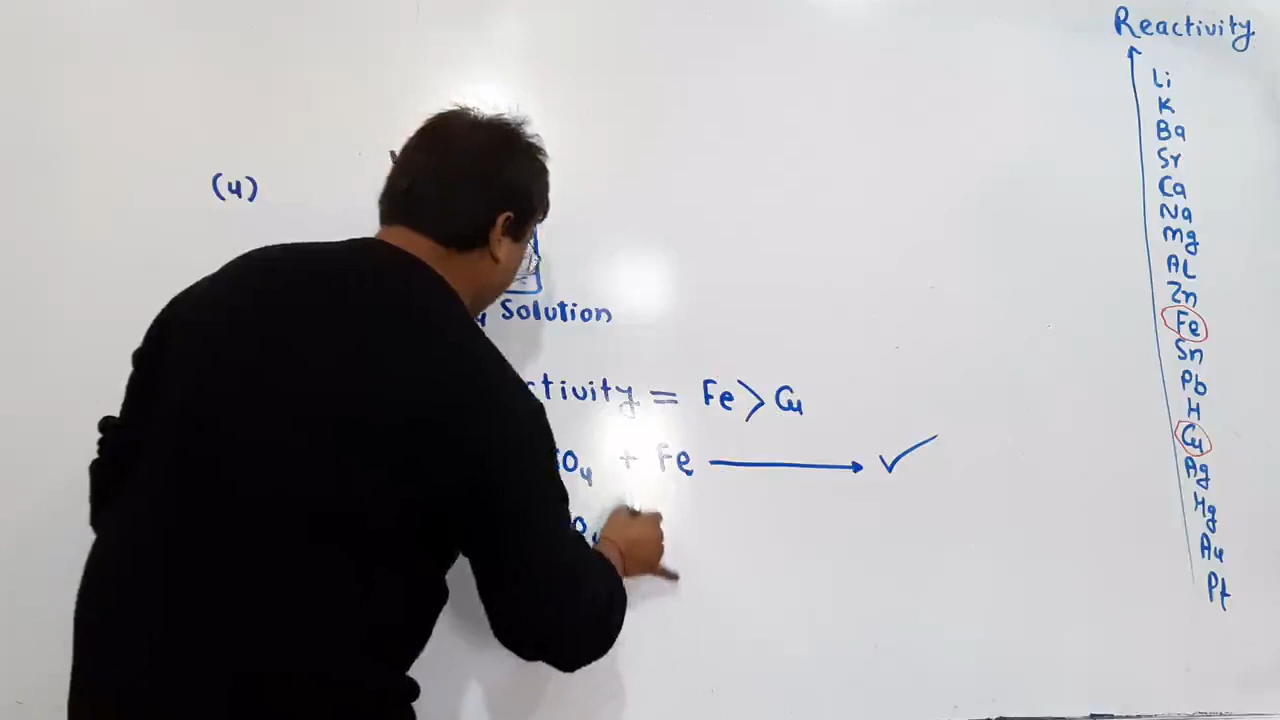 Reactivity
Li
K
Ba
Sr
Ca
Na
Mg
AL
Zn
Fe
Sn
Pb
H
Cu
Ag
Hg
Au
Pt
(4)
Solution
ctivity = Fe > Cu
O₄ + Fe ⟶ ✓